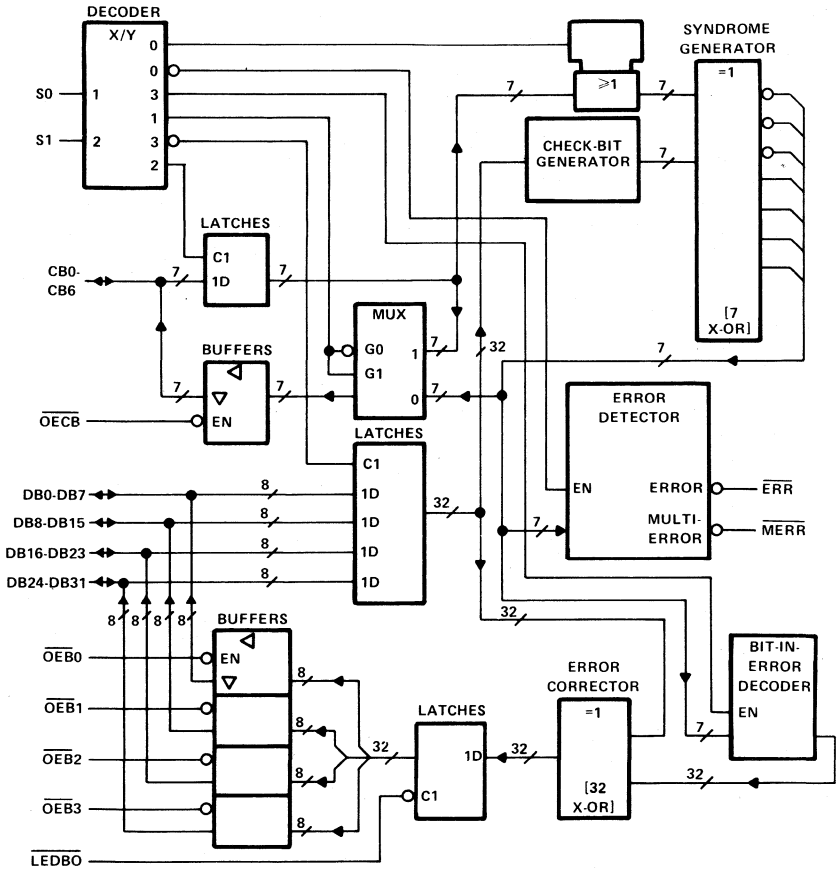 DECODER
X/Y
0
0
S0
1
3
1
S1
2
3
2
≥1
7
7
SYNDROME
GENERATOR
=1
[7
X-OR]
CHECK-BIT
GENERATOR
7
LATCHES
C1
1D
CB0-
CB6
7
7
MUX
G0
G1
1
0
7
7
32
7
BUFFERS
EN
7
7
OECB
ERROR
DETECTOR
EN
ERROR
MULTI-
ERROR
ERR
MERR
7
LATCHES
C1
1D
1D
1D
1D
32
DB0-DB7
8
DB8-DB15
8
DB16-DB23
8
DB24-DB31
8
8 8 8 8
BUFFERS
EN
OEB0
OEB1
OEB2
OEB3
8
8
8
8
32
LATCHES
1D
C1
LEDBO
32
32
ERROR
CORRECTOR
=1
[32
X-OR]
BIT-IN-
ERROR
DECODER
EN
7
32